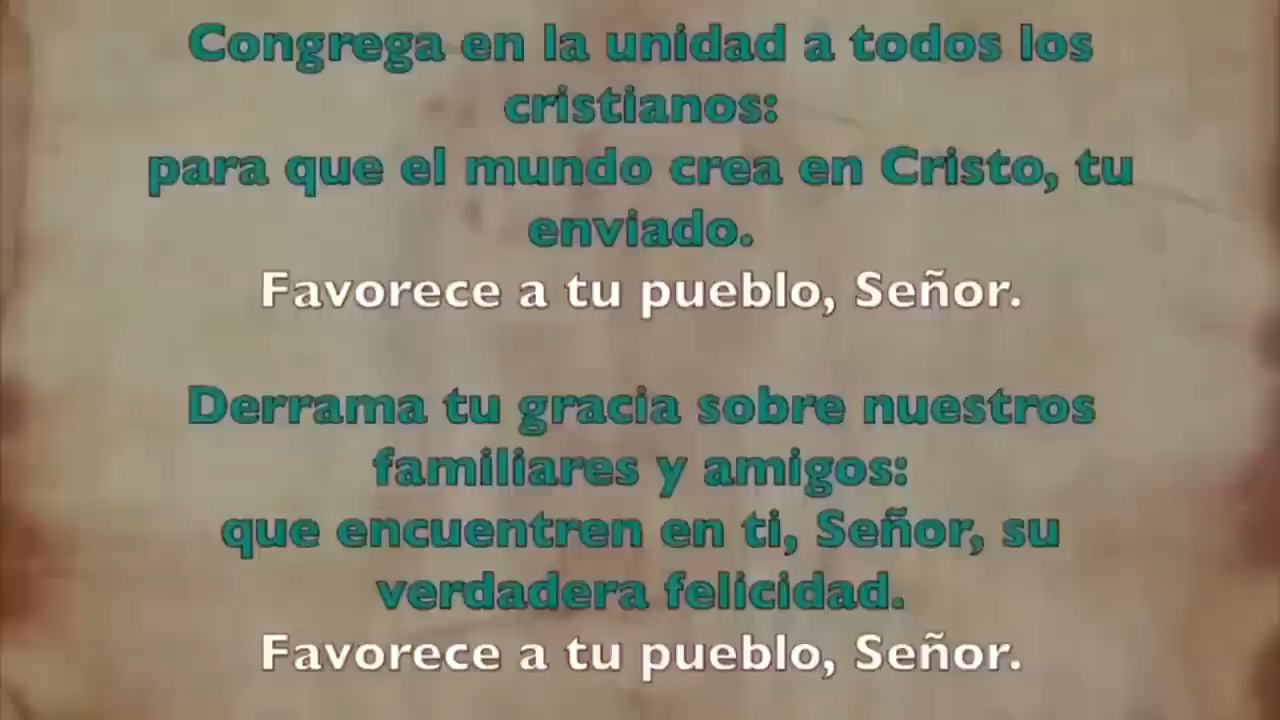 Congrega en la unidad a todos los
cristianos:
para que el mundo crea en Cristo, tu
enviado.
Favorece a tu pueblo, Señor.
Derrama tu gracia sobre nuestros
familiares y amigos:
que encuentren en ti, Señor, su
verdadera felicidad.
Favorece a tu pueblo, Señor.